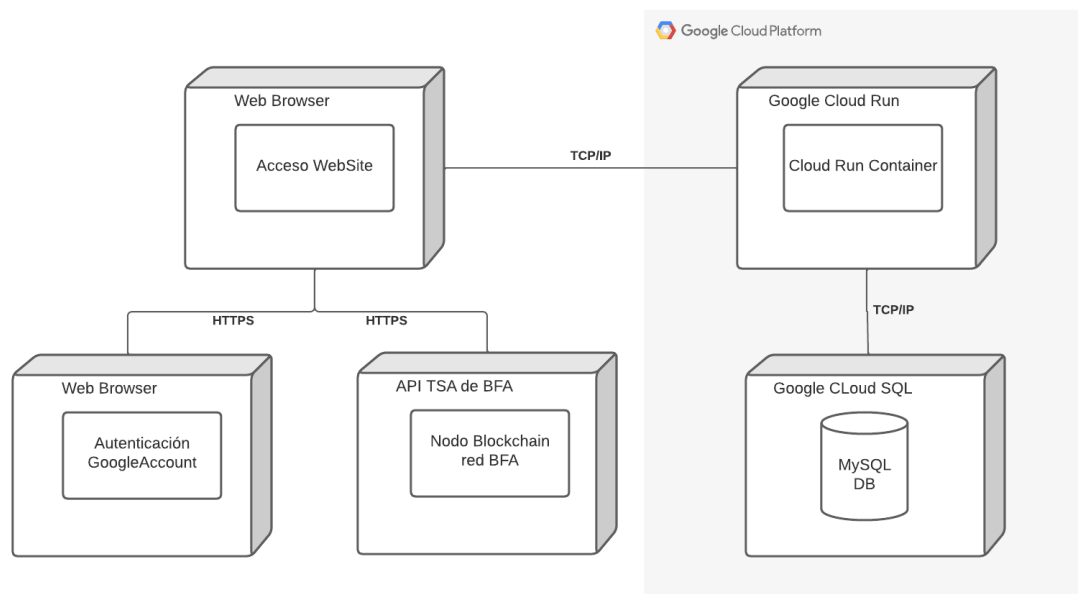 Google Cloud Platform
Web Browser
Acceso WebSite
TCP/IP
Google Cloud Run
Cloud Run Container
HTTPS
HTTPS
TCP/IP
Web Browser
Autenticación
GoogleAccount
API TSA de BFA
Nodo Blockchain
red BFA
Google CLoud SQL
MySQL
DB